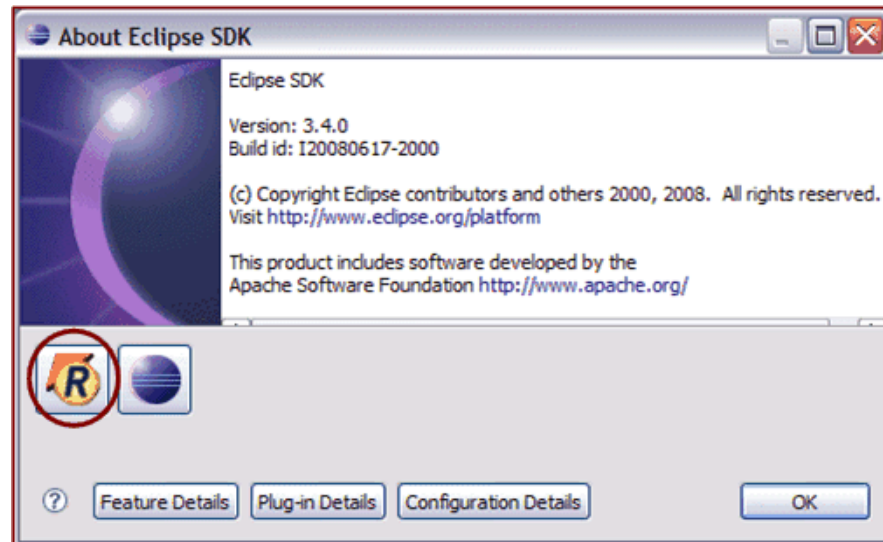 About Eclipse SDK
Eclipse SDK
Version: 3.4.0
Build id: I20080617-2000
(c) Copyright Eclipse contributors and others 2000, 2008.  All rights reserved.
Visit http://www.eclipse.org/platform
This product includes software developed by the
Apache Software Foundation http://www.apache.org/
R
? Feature Details Plug-in Details Configuration Details OK